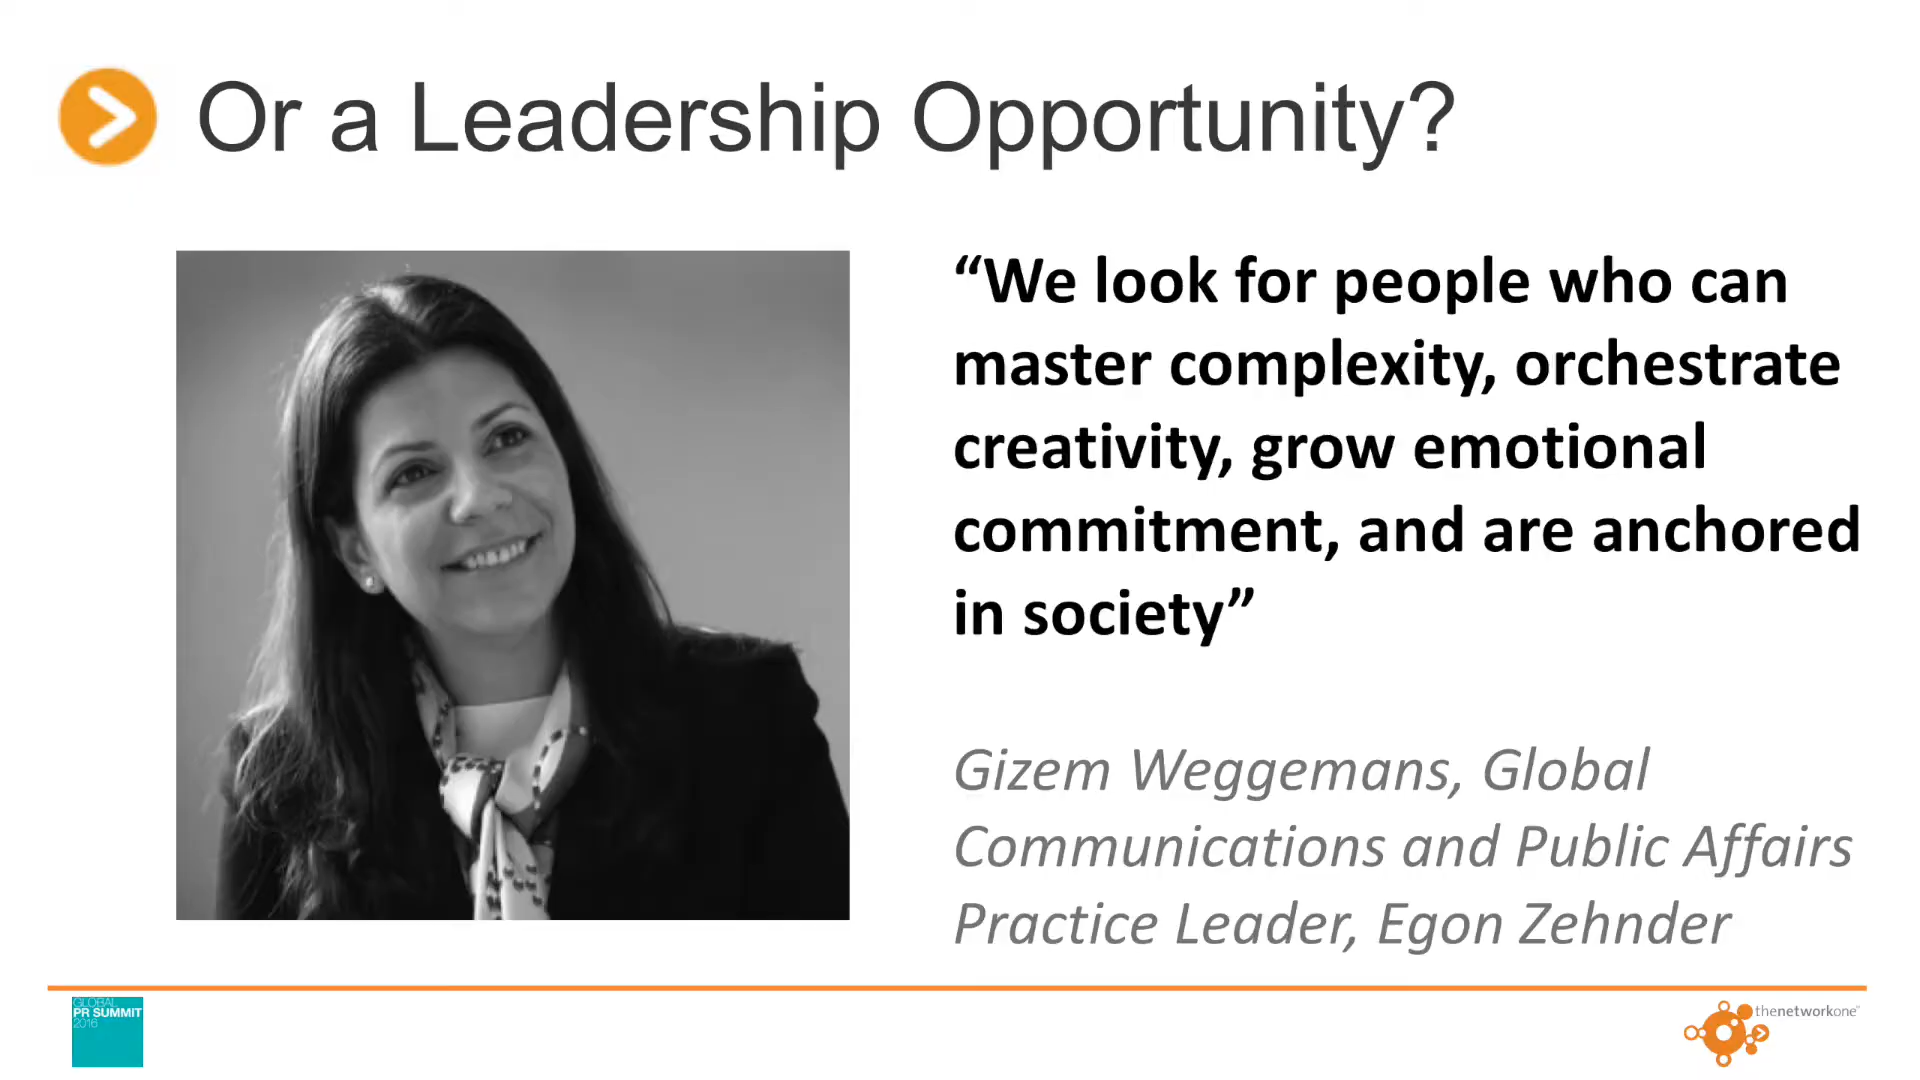 Or a Leadership Opportunity?
“We look for people who can
master complexity, orchestrate
creativity, grow emotional
commitment, and are anchored
in society”
Gizem Weggemans, Global
Communications and Public Affairs
Practice Leader, Egon Zehnder
GLOBAL
PR SUMMIT
2016
thenetworkone™